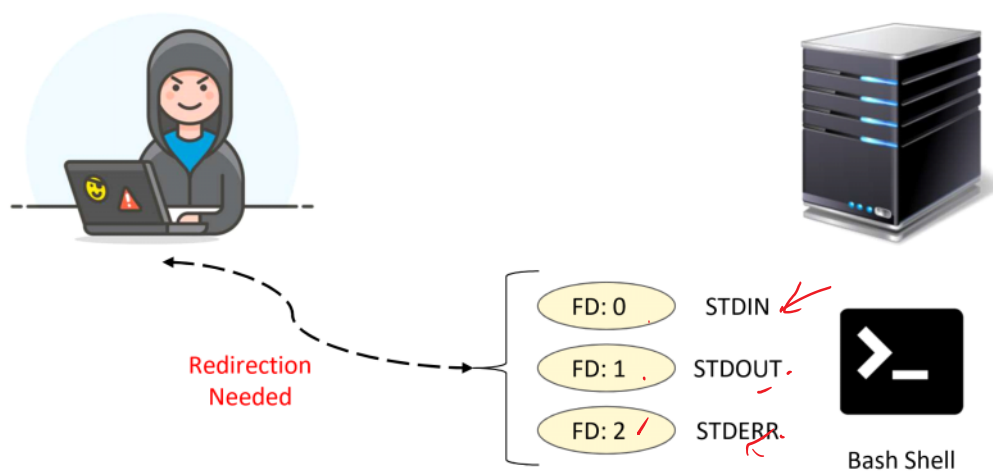 FD: 0 STDIN
FD: 1 STDOUT
Redirection
Needed
FD: 2 STDERR
Bash Shell